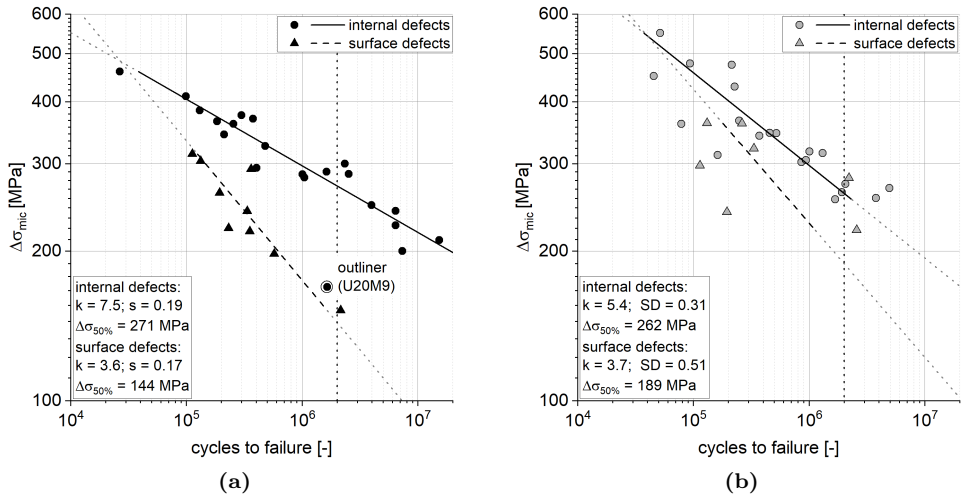 600
500
400
300
200
100
Δσmic [MPa]
internal defects
surface defects
outliner
(U20M9)
internal defects:
k = 7.5; s = 0.19
Δσ50% = 271 MPa
surface defects:
k = 3.6; s = 0.17
Δσ50% = 144 MPa
10^4 10^5 10^6 10^7
cycles to failure [-]
(a)
600
500
400
300
200
100
Δσmic [MPa]
internal defects
surface defects
internal defects:
k = 5.4; SD = 0.31
Δσ50% = 262 MPa
surface defects:
k = 3.7; SD = 0.51
Δσ50% = 189 MPa
10^4 10^5 10^6 10^7
cycles to failure [-]
(b)